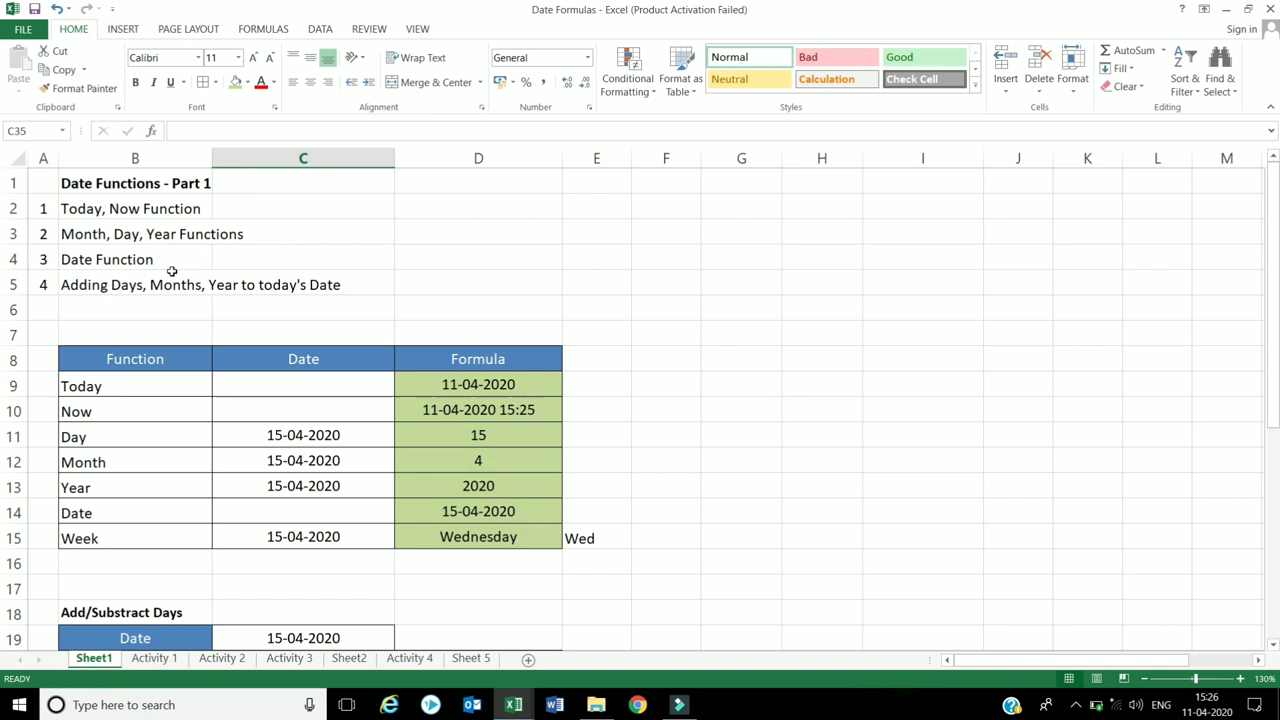 Date Formulas - Excel (Product Activation Failed)
FILE HOME INSERT PAGE LAYOUT FORMULAS DATA REVIEW VIEW Sign in
Paste Cut Copy Format Painter Clipboard
Calibri 11 B I U Font
Wrap Text Merge & Center Alignment
General % Number
Conditional Formatting Format as Table
Normal Bad Good
Neutral Calculation Check Cell
Styles
Insert Delete Format Cells
AutoSum Fill Clear Sort & Filter Find & Select Editing
C35 fx
A B C D E F G H I J K L M
1 Date Functions - Part 1
2 1 Today, Now Function
3 2 Month, Day, Year Functions
4 3 Date Function
5 4 Adding Days, Months, Year to today's Date
6
7
8 Function Date Formula
9 Today 11-04-2020
10 Now 11-04-2020 15:25
11 Day 15-04-2020 15
12 Month 15-04-2020 4
13 Year 15-04-2020 2020
14 Date 15-04-2020
15 Week 15-04-2020 Wednesday Wed
16
17
18 Add/Substract Days
19 Date 15-04-2020
Sheet1 Activity 1 Activity 2 Activity 3 Sheet2 Activity 4 Sheet 5
READY 130%
Type here to search ENG 15:26
11-04-2020